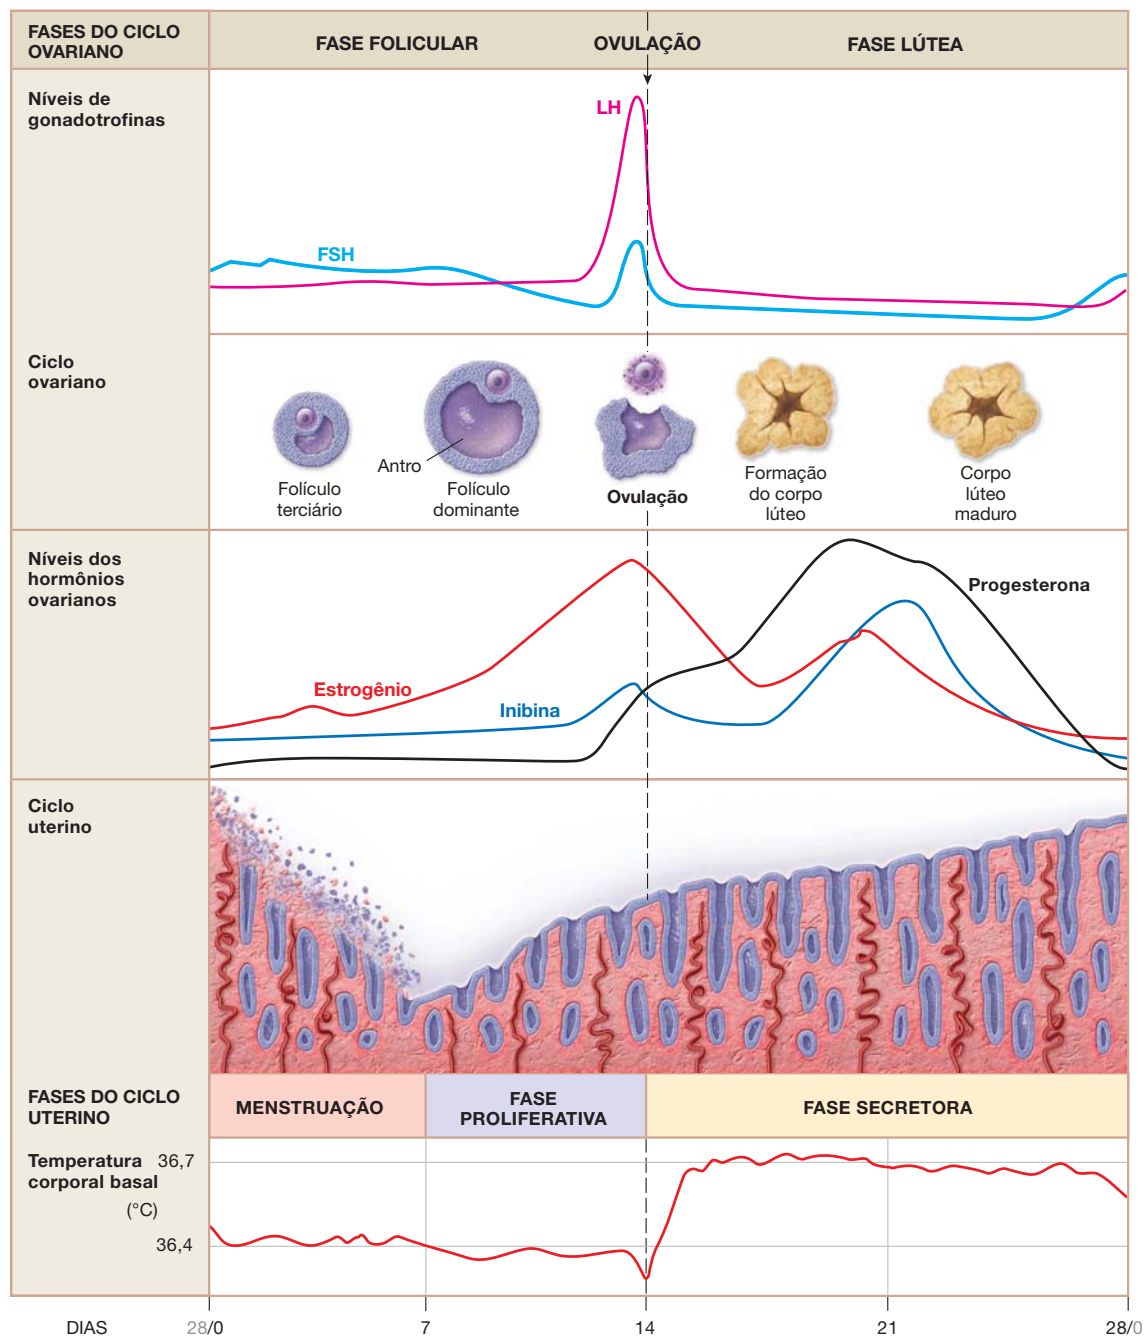 FASES DO CICLO
OVARIANO
FASE FOLICULAR
OVULAÇÃO
FASE LÚTEA
Níveis de
gonadotrofinas
LH
FSH
Ciclo
ovariano
Antro
Folículo
terciário
Folículo
dominante
Ovulação
Formação
do corpo
lúteo
Corpo
lúteo
maduro
Níveis dos
hormônios
ovarianos
Progesterona
Estrogênio
Inibina
Ciclo
uterino
FASES DO CICLO
UTERINO
MENSTRUAÇÃO
FASE
PROLIFERATIVA
FASE SECRETORA
Temperatura 36,7
corporal basal
(°C)
36,4
DIAS 28/0 7 14 21 28/0